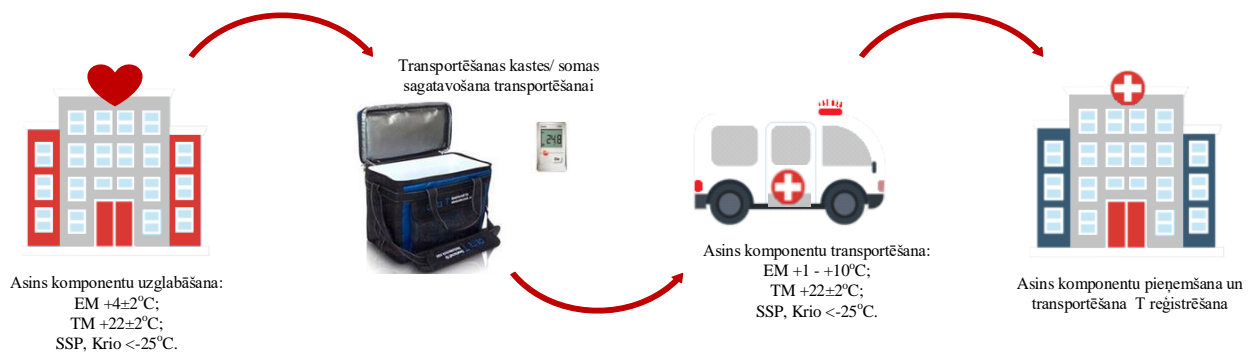 Transportēšanas kastes/ somas
sagatavošana transportēšanai
248
Asins komponentu uzglabāšana:
EM +4±2°C;
TM +22±2°C;
SSP, Krio <-25°C.
Asins komponentu transportēšana:
EM +1 - +10°C;
TM +22±2°C;
SSP, Krio <-25°C.
Asins komponentu pieņemšana un
transportēšana T reģistrēšana